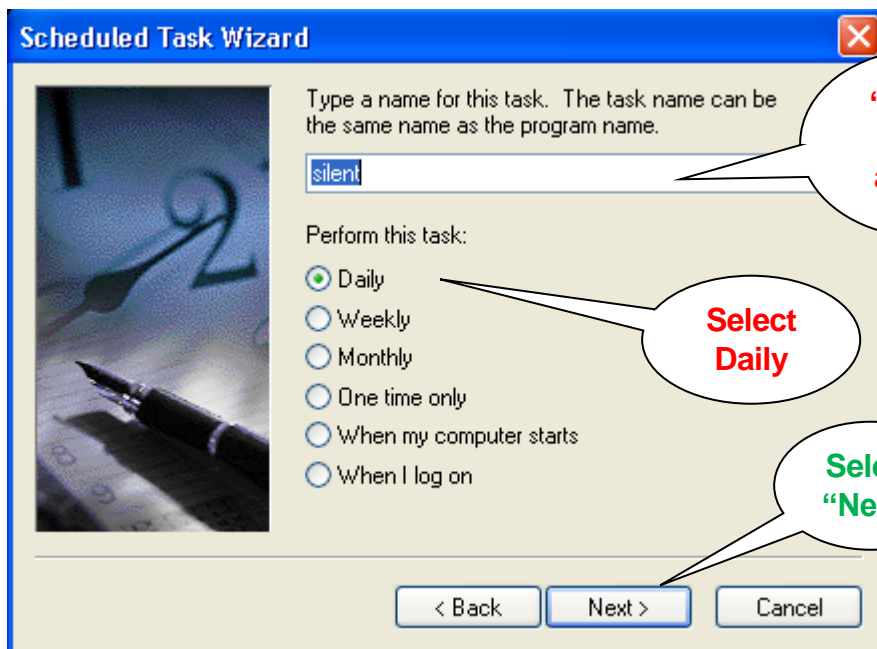 Scheduled Task Wizard
Type a name for this task. The task name can be
the same name as the program name.
silent
Perform this task:
Daily
Weekly
Monthly
One time only
When my computer starts
When I log on
Select
Daily
< Back
Next >
Cancel